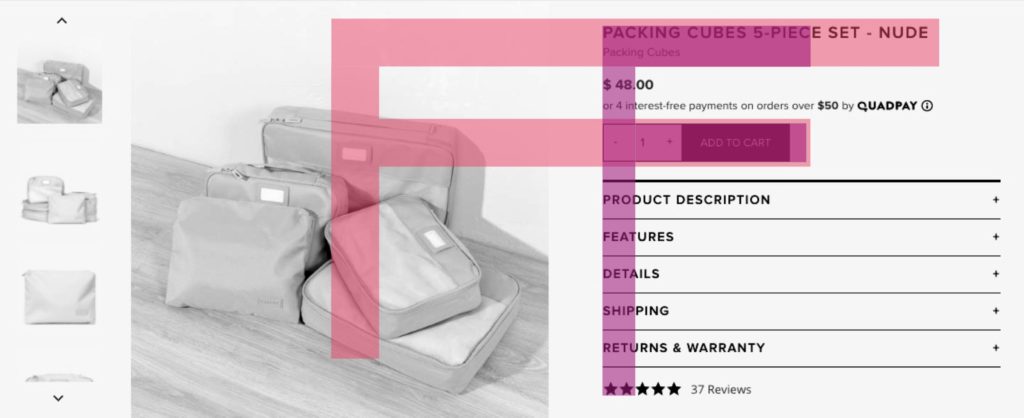 PACKING CUBES 5-PIECE SET - NUDE
Packing Cubes
$ 48.00
or 4 interest-free payments on orders over $50 by QUADPAY
- 1 + ADD TO CART
PRODUCT DESCRIPTION +
FEATURES +
DETAILS +
SHIPPING +
RETURNS & WARRANTY +
37 Reviews